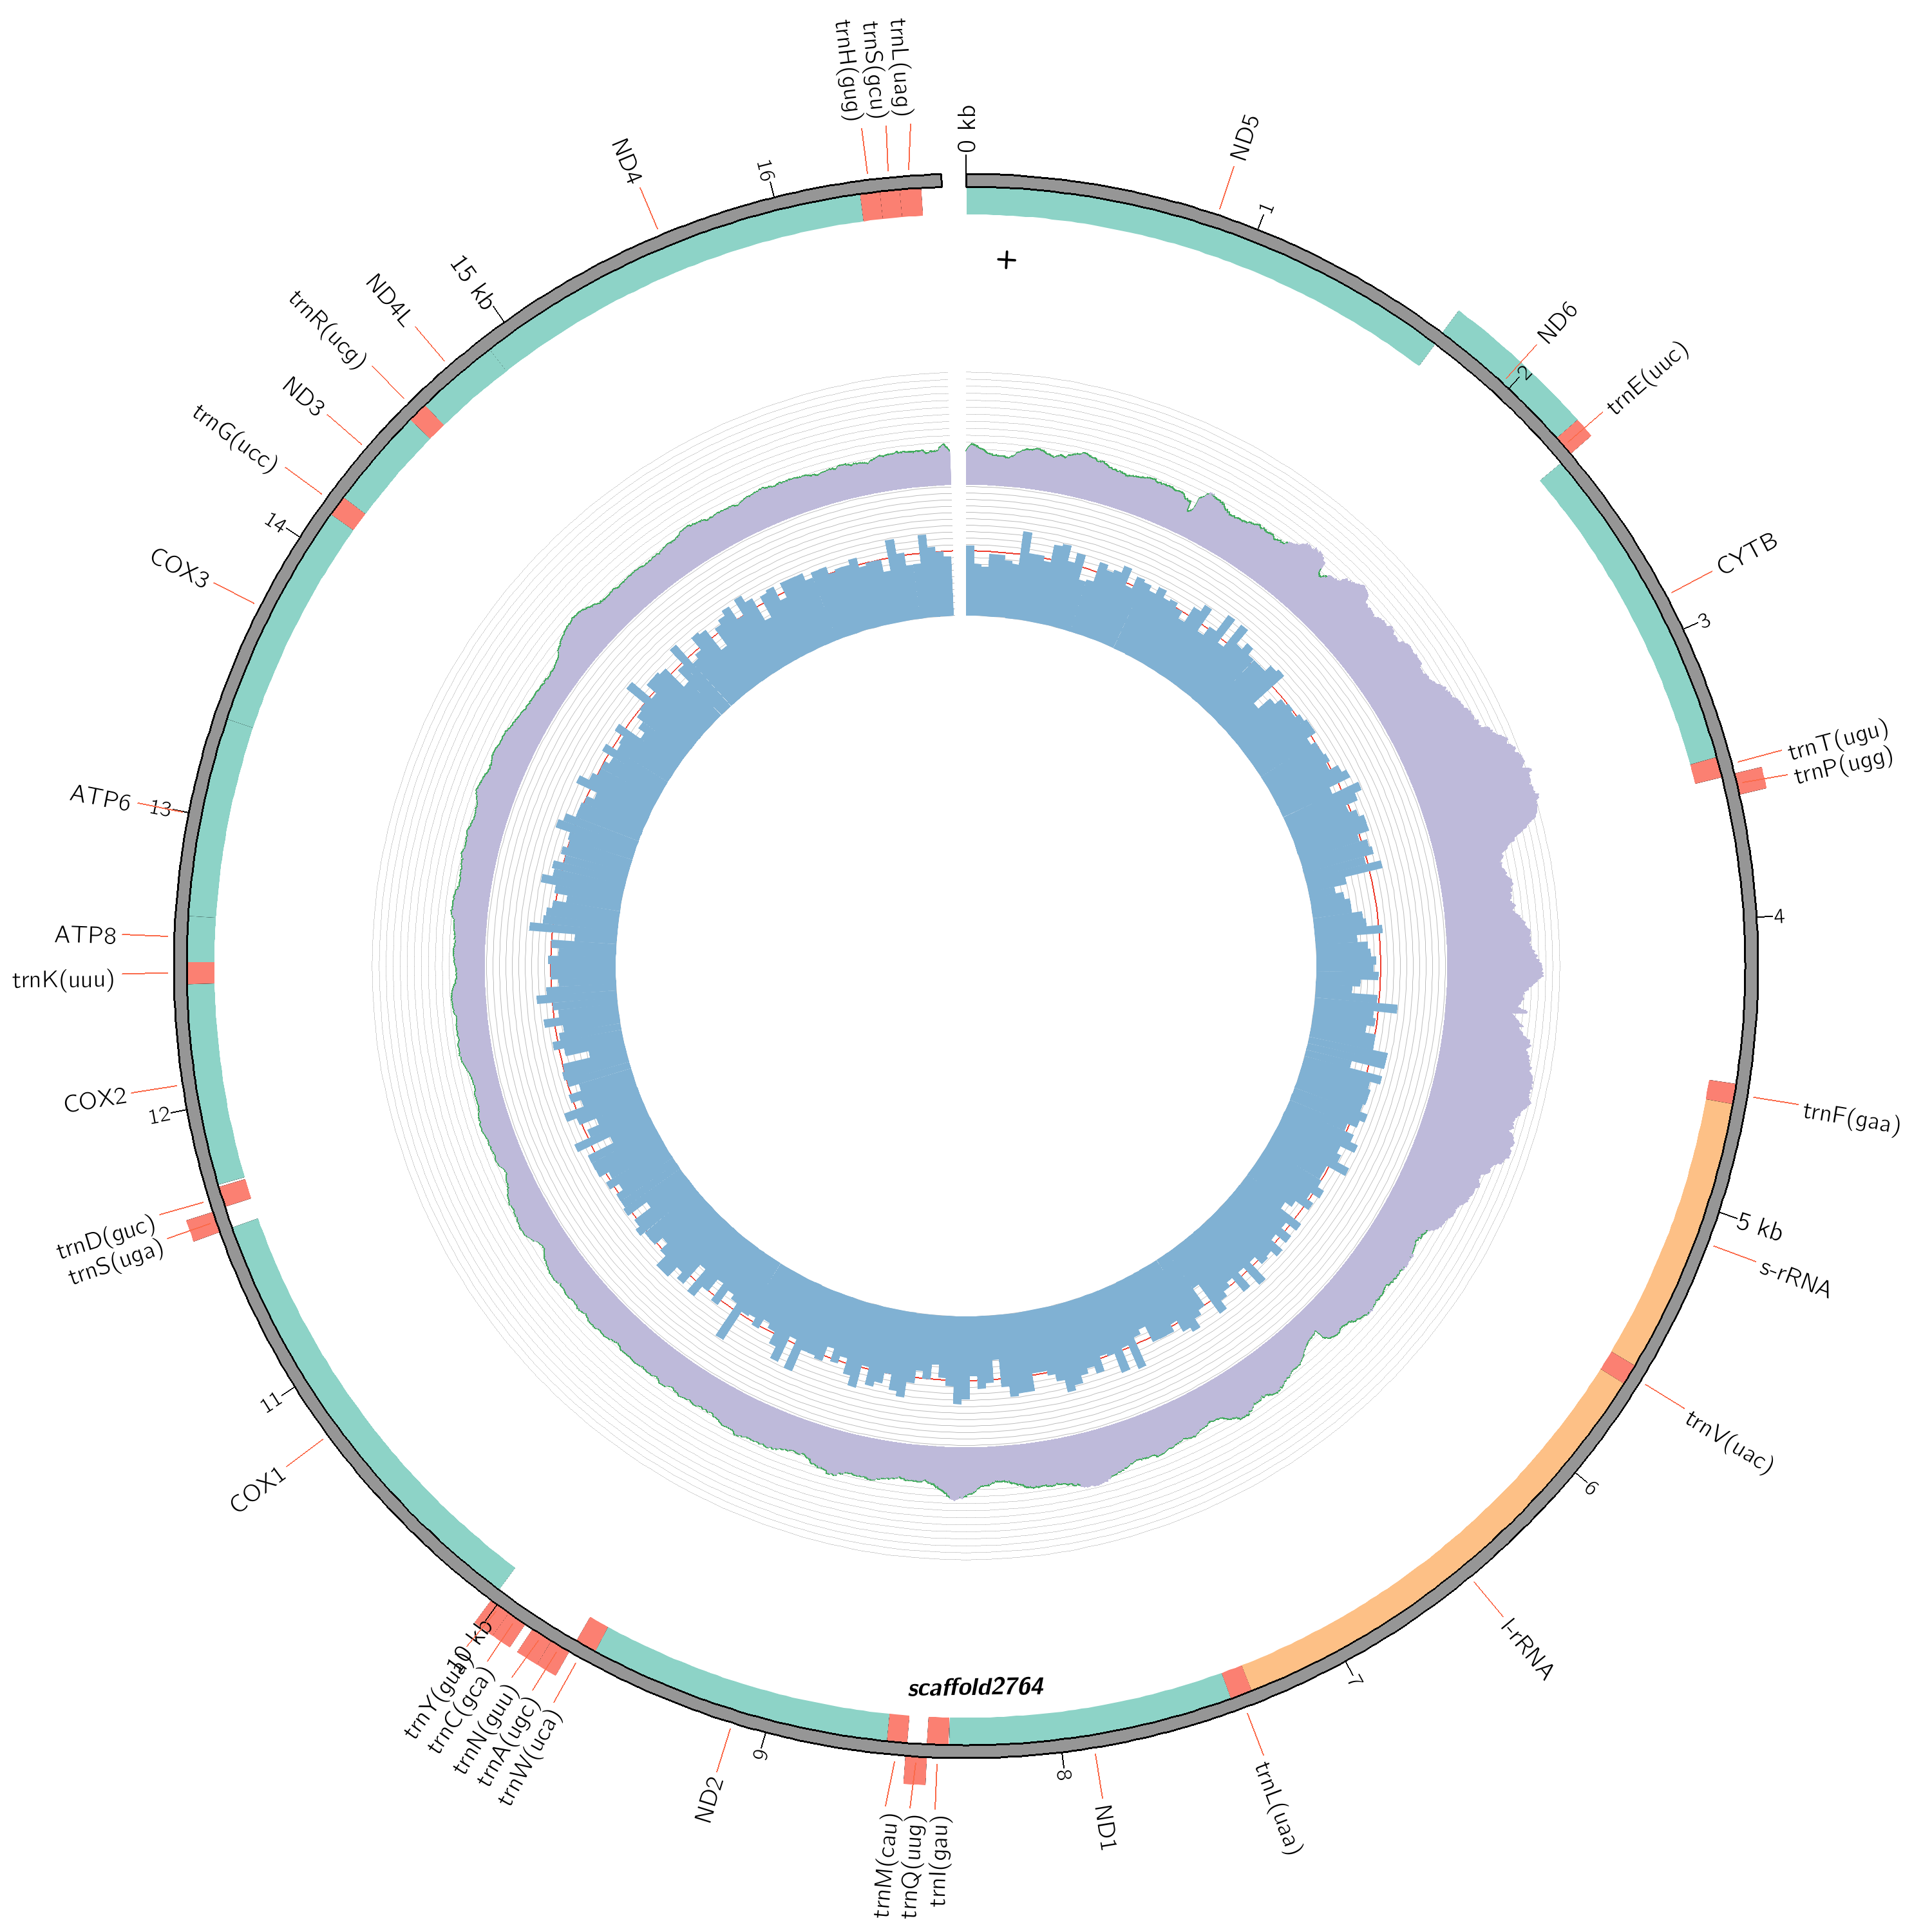 0 kb
ND5
1
+
ND6
2
trnE(uuc)
CYTB
3
trnT(ugu)
trnP(ugg)
4
trnF(gaa)
5 kb
s-rRNA
trnV(uac)
6
l-rRNA
7
trnL(uaa)
ND1
8
scaffold2764
trnI(gau)
trnQ(uug)
trnM(cau)
9
ND2
trnW(uca)
trnA(ugc)
trnN(guu)
trnC(gca)
trnY(gua)
10 kb
COX1
11
trnS(uga)
trnD(guc)
12
COX2
trnK(uuu)
ATP8
13
ATP6
COX3
14
trnG(ucc)
ND3
trnR(ucg)
ND4L
15 kb
ND4
16
trnH(gug)
trnS(gcu)
trnL(uag)